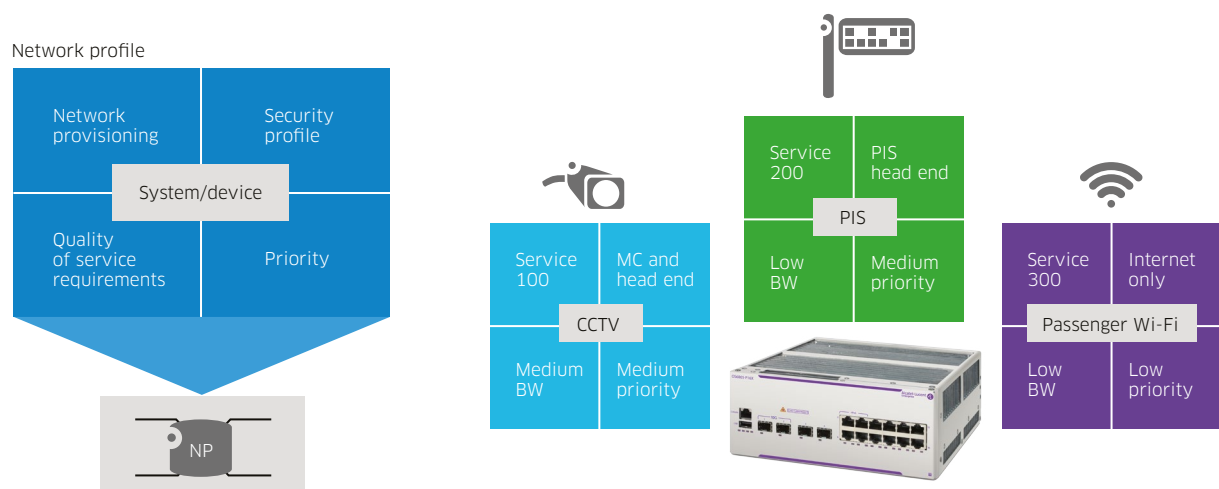 Network profile
Network
provisioning
Security
profile
System/device
Quality
of service
requirements
Priority
NP
Service
100
MC and
head end
CCTV
Medium
BW
Medium
priority
Service
200
PIS
head end
PIS
Low
BW
Medium
priority
Service
300
Internet
only
Passenger Wi-Fi
Low
BW
Low
priority